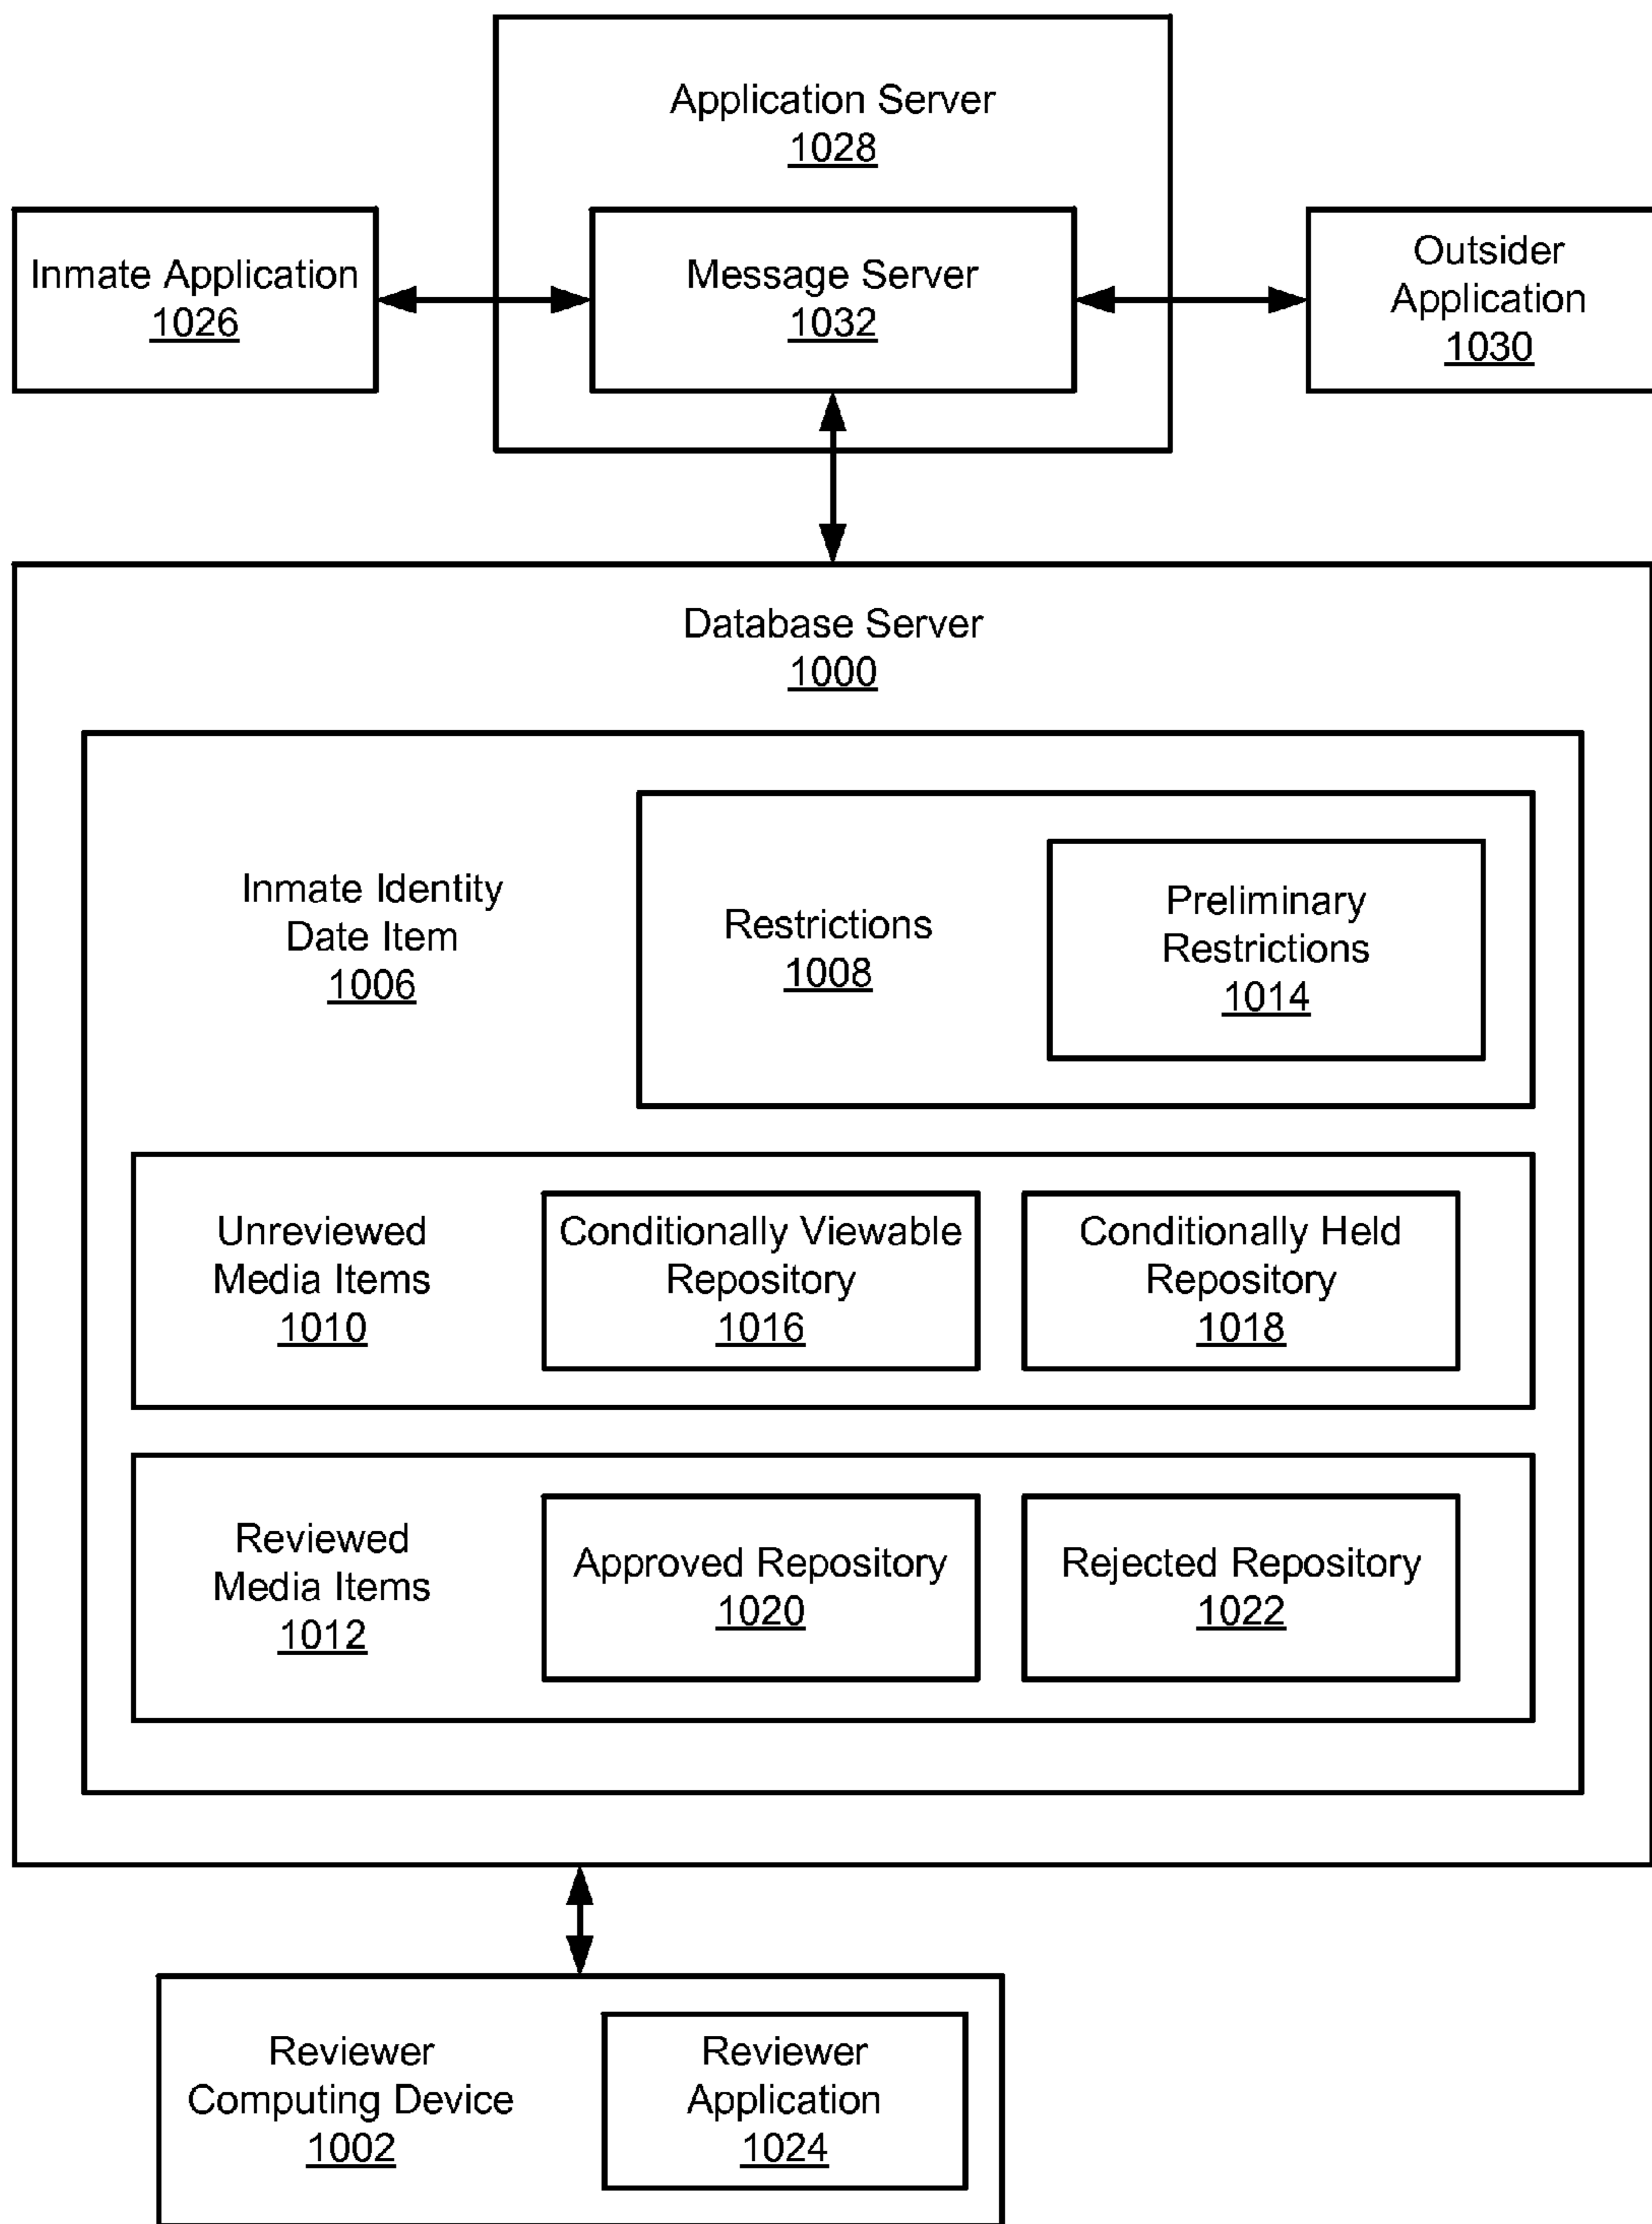 Application Server
1028
Inmate Application
1026
Message Server
1032
Outsider
Application
1030
Database Server
1000
Inmate Identity
Date Item
1006
Restrictions
1008
Preliminary
Restrictions
1014
Unreviewed
Media Items
1010
Conditionally Viewable
Repository
1016
Conditionally Held
Repository
1018
Reviewed
Media Items
1012
Approved Repository
1020
Rejected Repository
1022
Reviewer
Computing Device
1002
Reviewer
Application
1024